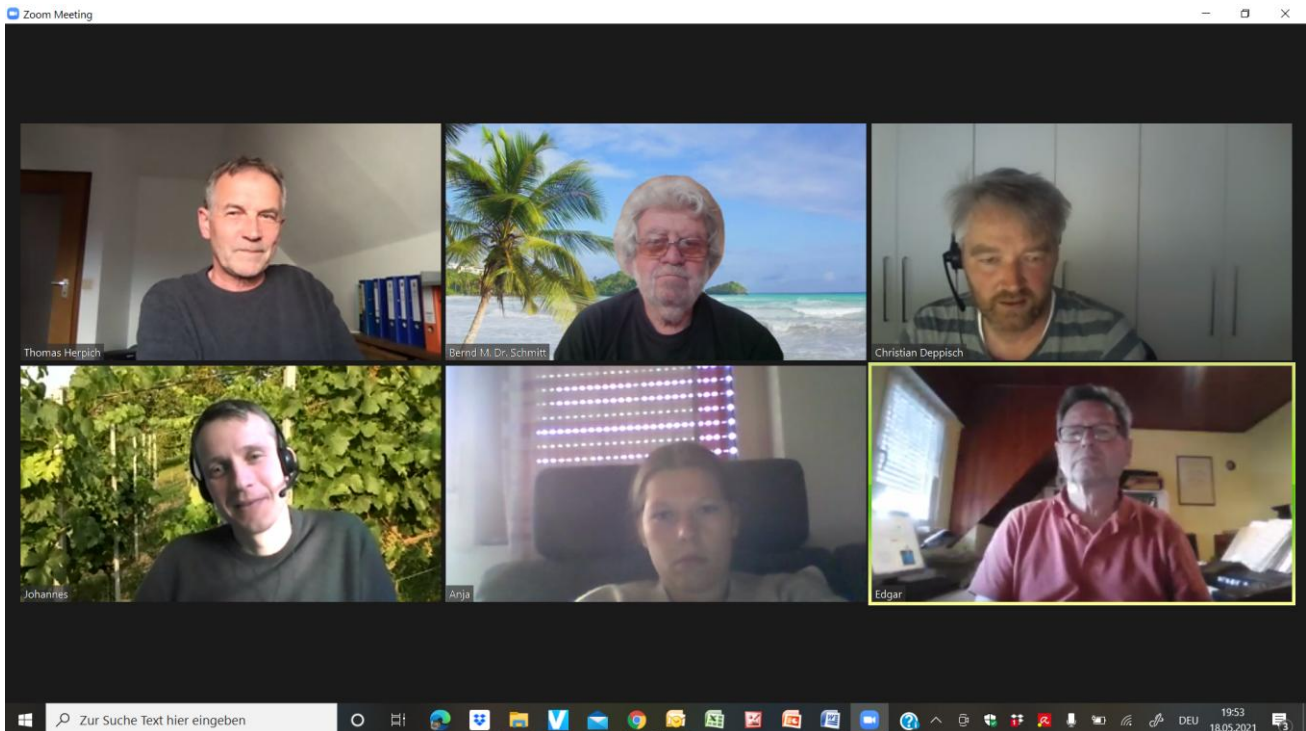 Zoom Meeting
Thomas Herpich
Bernd M. Dr. Schmitt
Christian Deppisch
Johannes
Anja
Edgar
Zur Suche Text hier eingeben
DEU
19:53
18.05.2021
3